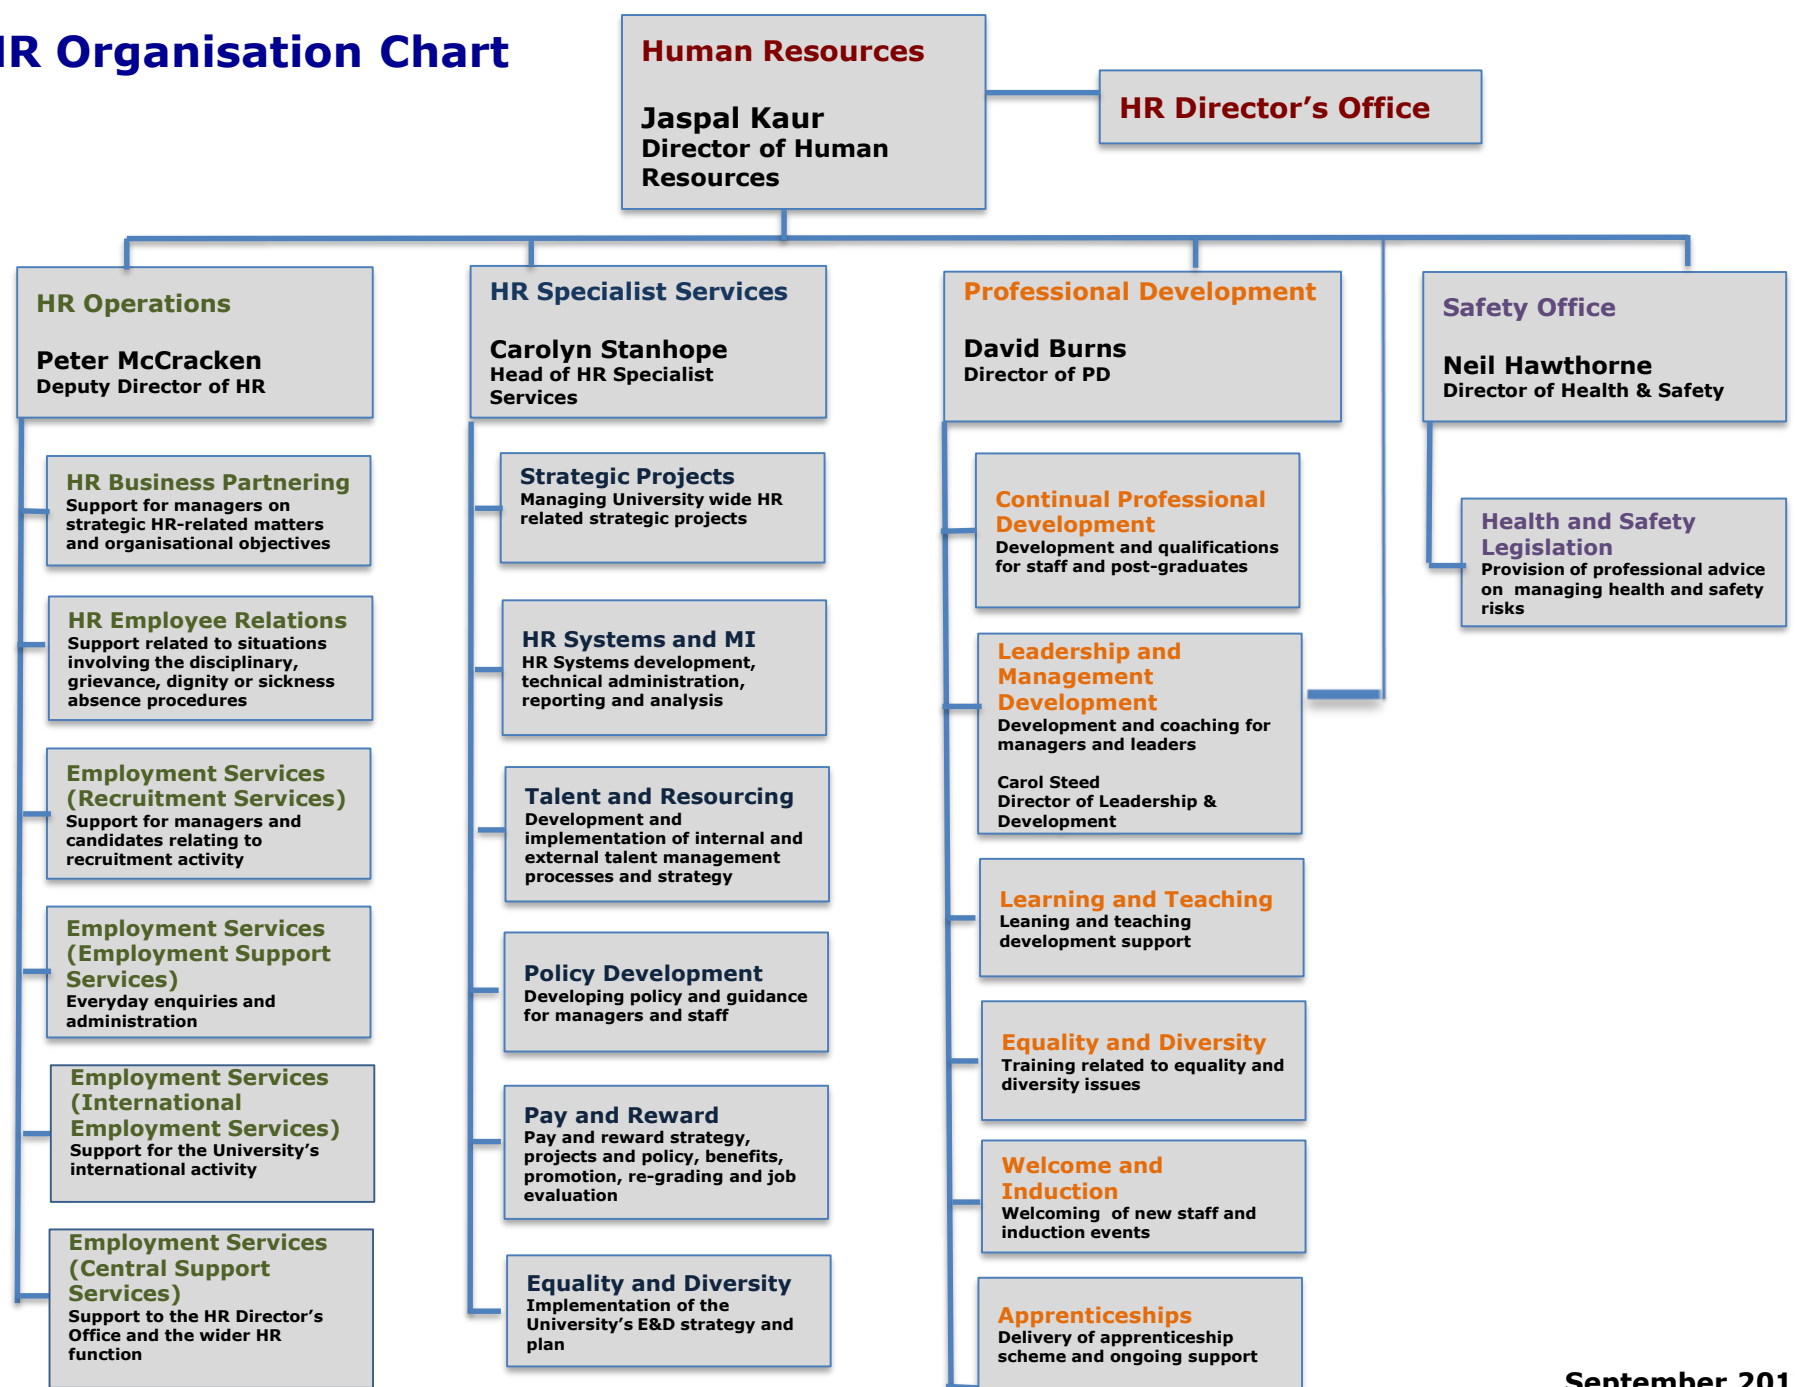 HR Organisation Chart
Human Resources
Jaspal Kaur
Director of Human
Resources
HR Director’s Office
HR Operations
Peter McCracken
Deputy Director of HR
HR Business Partnering
Support for managers on
strategic HR-related matters
and organisational objectives
HR Employee Relations
Support related to situations
involving the disciplinary,
grievance, dignity or sickness
absence procedures
Employment Services
(Recruitment Services)
Support for managers and
candidates relating to
recruitment activity
Employment Services
(Employment Support
Services)
Everyday enquiries and
administration
Employment Services
(International
Employment Services)
Support for the University’s
international activity
Employment Services
(Central Support
Services)
Support to the HR Director’s
Office and the wider HR
function
HR Specialist Services
Carolyn Stanhope
Head of HR Specialist
Services
Strategic Projects
Managing University wide HR
related strategic projects
HR Systems and MI
HR Systems development,
technical administration,
reporting and analysis
Talent and Resourcing
Development and
implementation of internal and
external talent management
processes and strategy
Policy Development
Developing policy and guidance
for managers and staff
Pay and Reward
Pay and reward strategy,
projects and policy, benefits,
promotion, re-grading and job
evaluation
Equality and Diversity
Implementation of the
University’s E&D strategy and
plan
Professional Development
David Burns
Director of PD
Continual Professional
Development
Development and qualifications
for staff and post-graduates
Leadership and
Management
Development
Development and coaching for
managers and leaders
Carol Steed
Director of Leadership &
Development
Learning and Teaching
Leaning and teaching
development support
Equality and Diversity
Training related to equality and
diversity issues
Welcome and
Induction
Welcoming  of new staff and
induction events
Apprenticeships
Delivery of apprenticeship
scheme and ongoing support
Safety Office
Neil Hawthorne
Director of Health & Safety
Health and Safety
Legislation
Provision of professional advice
on  managing health and safety
risks
September 201